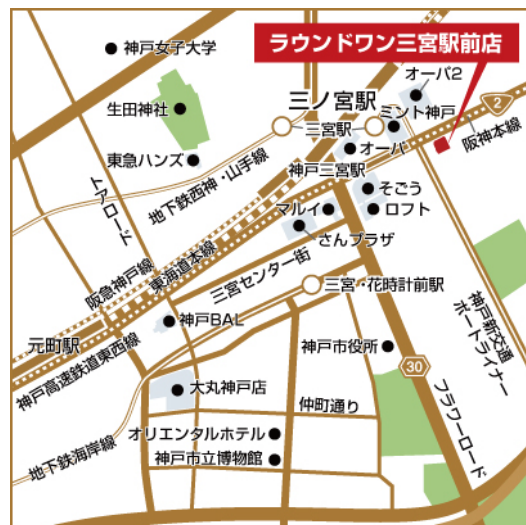 ラウンドワン三宮駅前店
神戸女子大学
オーパ2
三ノ宮駅
2
生田神社
ミント神戸
三宮駅
オーパ
阪神本線
東急ハンズ
神戸三宮駅
地下鉄西神・山手線
そごう
トアロード
マルイ
ロフト
さんプラザ
阪急神戸線
東海道本線
三宮センター街
三宮・花時計前駅
神戸新交通
ポートライナー
神戸BAL
元町駅
神戸市役所
神戸高速鉄道東西線
30
大丸神戸店
フラワーロード
仲町通り
オリエンタルホテル
地下鉄海岸線
神戸市立博物館